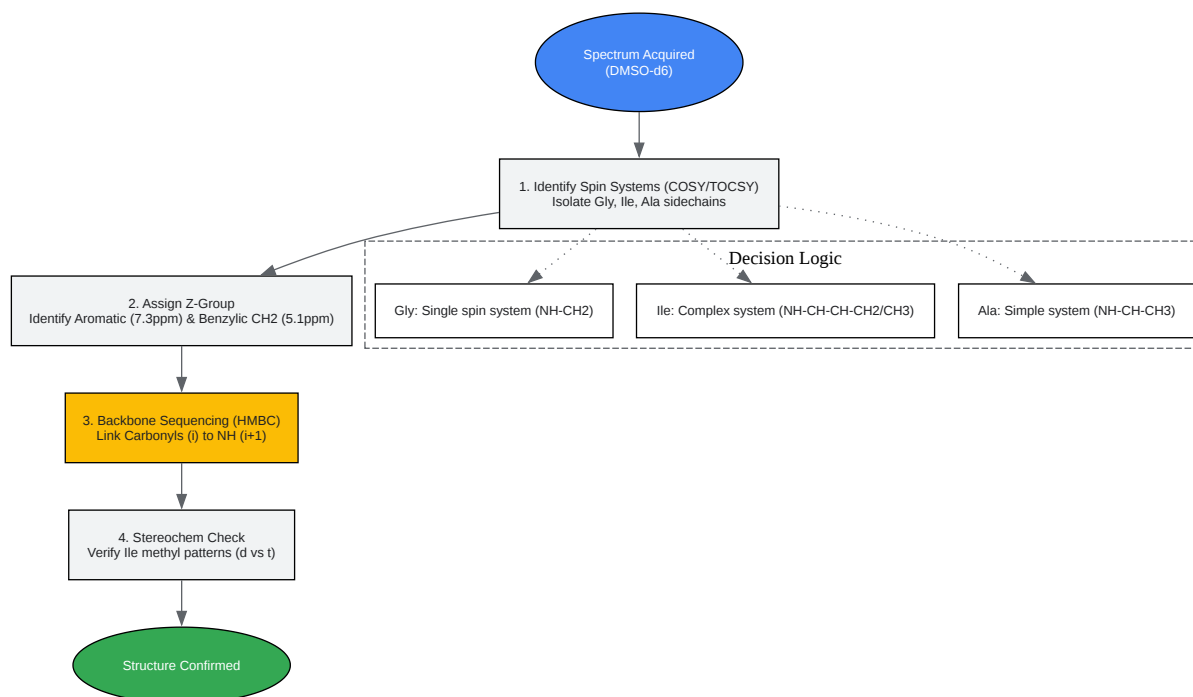 Spectrum Acquired
(DMSO-d6)
1. Identify Spin Systems (COSY/TOCSY)
Isolate Gly, Ile, Ala sidechains
Decision Logic
2. Assign Z-Group
Identify Aromatic (7.3ppm) & Benzylic CH2 (5.1ppm)
Gly: Single spin system (NH-CH2)
Ile: Complex system (NH-CH-CH-CH2/CH3)
Ala: Simple system (NH-CH-CH3)
3. Backbone Sequencing (HMBC)
Link Carbonyls (i) to NH (i+1)
4. Stereochem Check
Verify Ile methyl patterns (d vs t)
Structure Confirmed